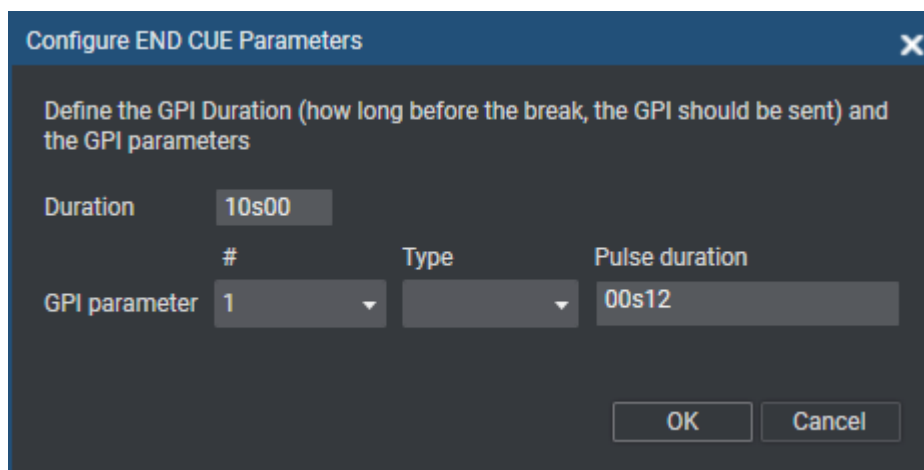 Configure END CUE Parameters
Define the GPI Duration (how long before the break, the GPI should be sent) and
the GPI parameters
Duration 10s00
# Type Pulse duration
GPI parameter 1 00s12
OK Cancel